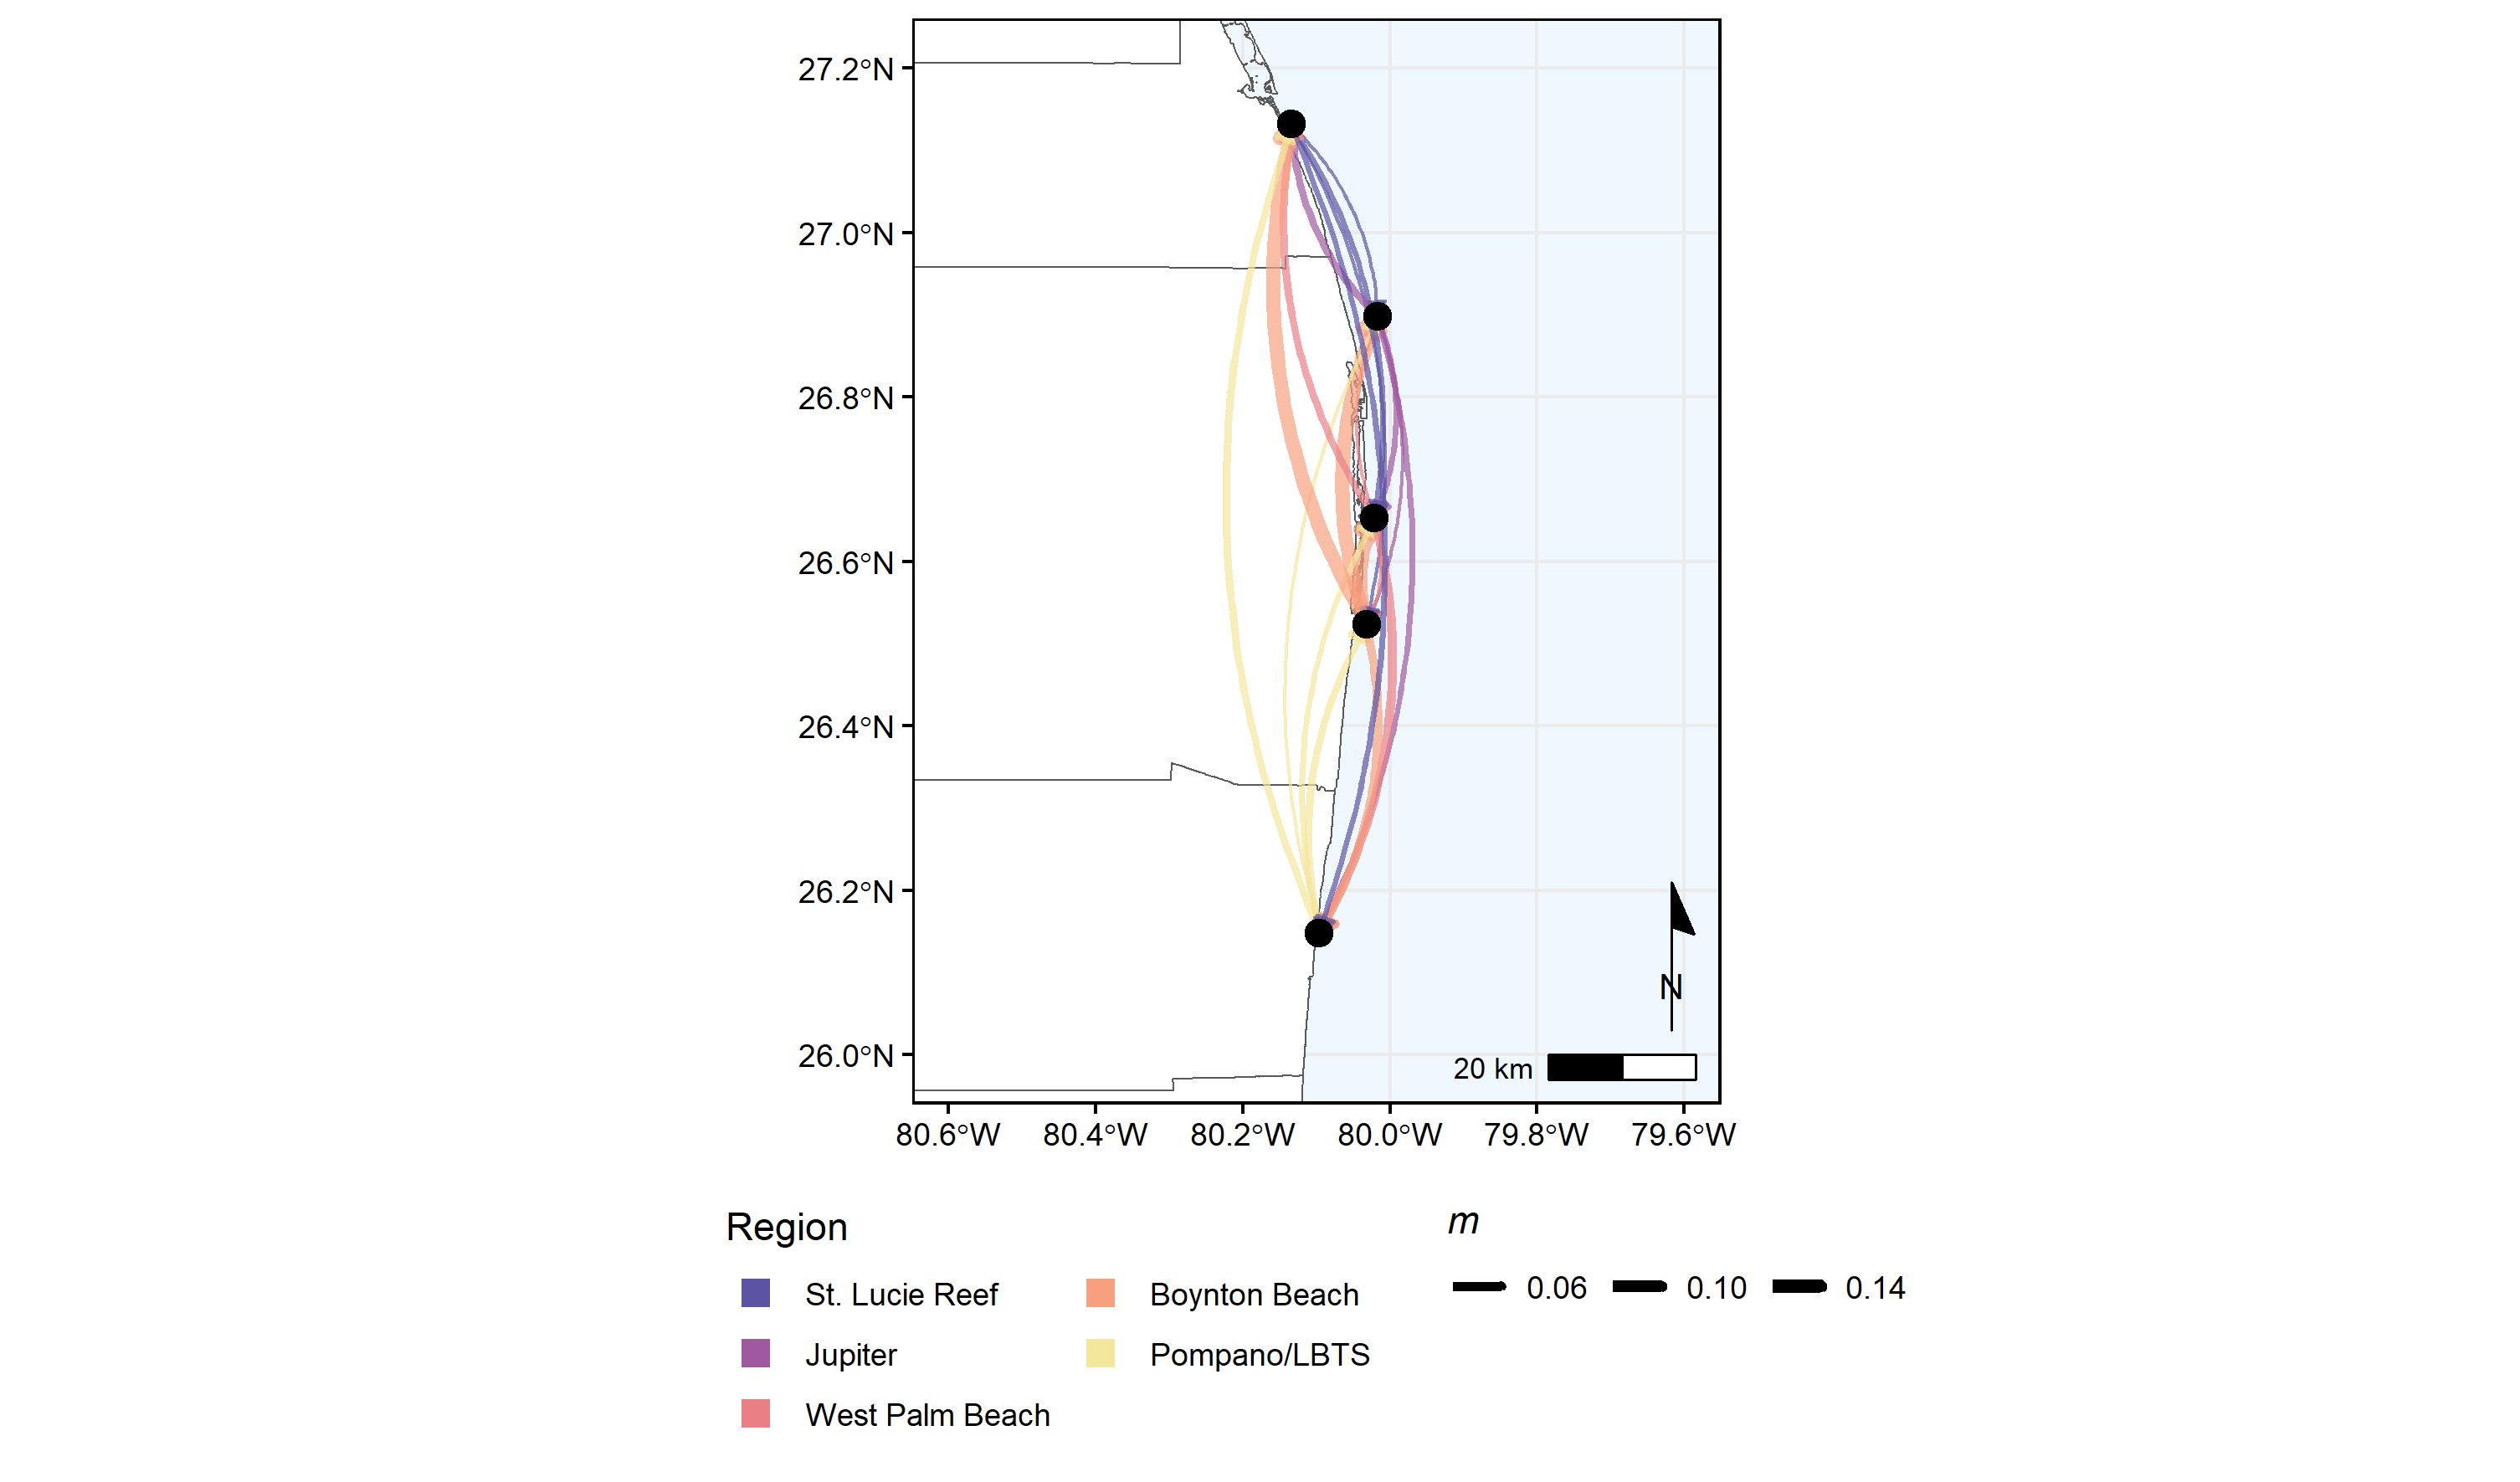 27.2°N
27.0°N
26.8°N
26.6°N
26.4°N
26.2°N
26.0°N
N
20 km
80.6°W 80.4°W 80.2°W 80.0°W 79.8°W 79.6°W
Region
St. Lucie Reef
Jupiter
West Palm Beach
Boynton Beach
Pompano/LBTS
m
0.06 0.10 0.14